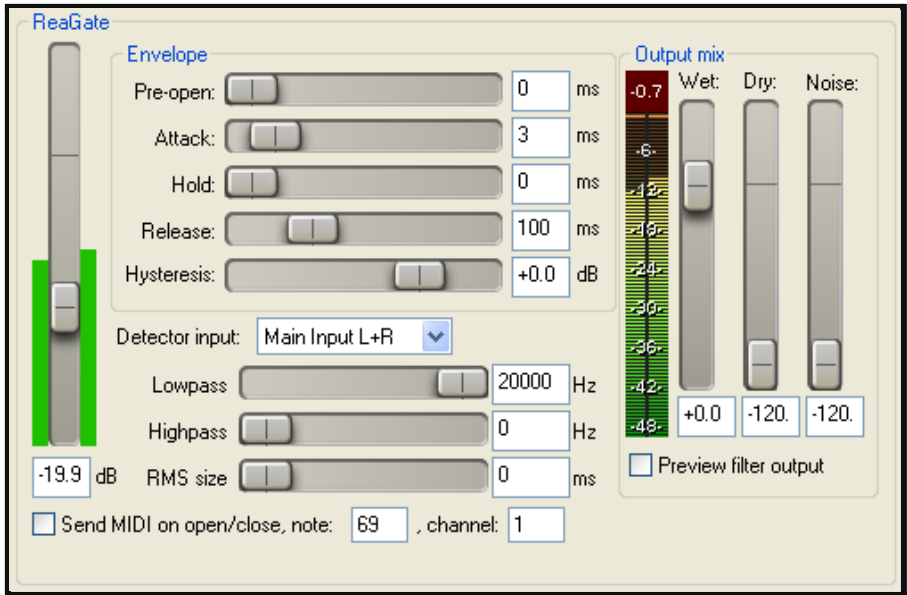 ReaGate
Envelope
Pre-open: 0 ms
Attack: 3 ms
Hold: 0 ms
Release: 100 ms
Hysteresis: +0.0 dB
Detector input: Main Input L+R
Lowpass 20000 Hz
Highpass 0 Hz
RMS size 0 ms
-19.9 dB
Send MIDI on open/close, note: 69 , channel: 1
Output mix
Wet: Dry: Noise:
-0.7
-6-
-12-
-18-
-24-
-30-
-36-
-42-
-48-
+0.0 -120. -120.
Preview filter output